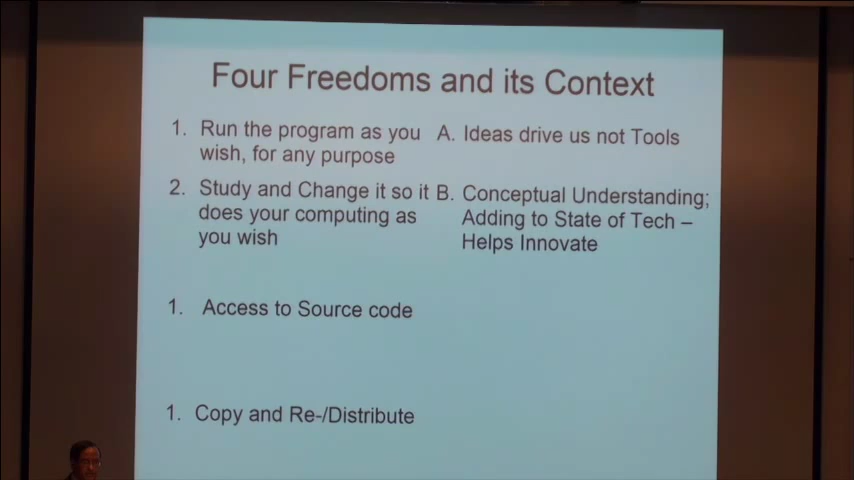 Four Freedoms and its Context
1. Run the program as you
wish, for any purpose
A. Ideas drive us not Tools
2. Study and Change it so it
does your computing as
you wish
B. Conceptual Understanding;
Adding to State of Tech –
Helps Innovate
1. Access to Source code
1. Copy and Re-/Distribute